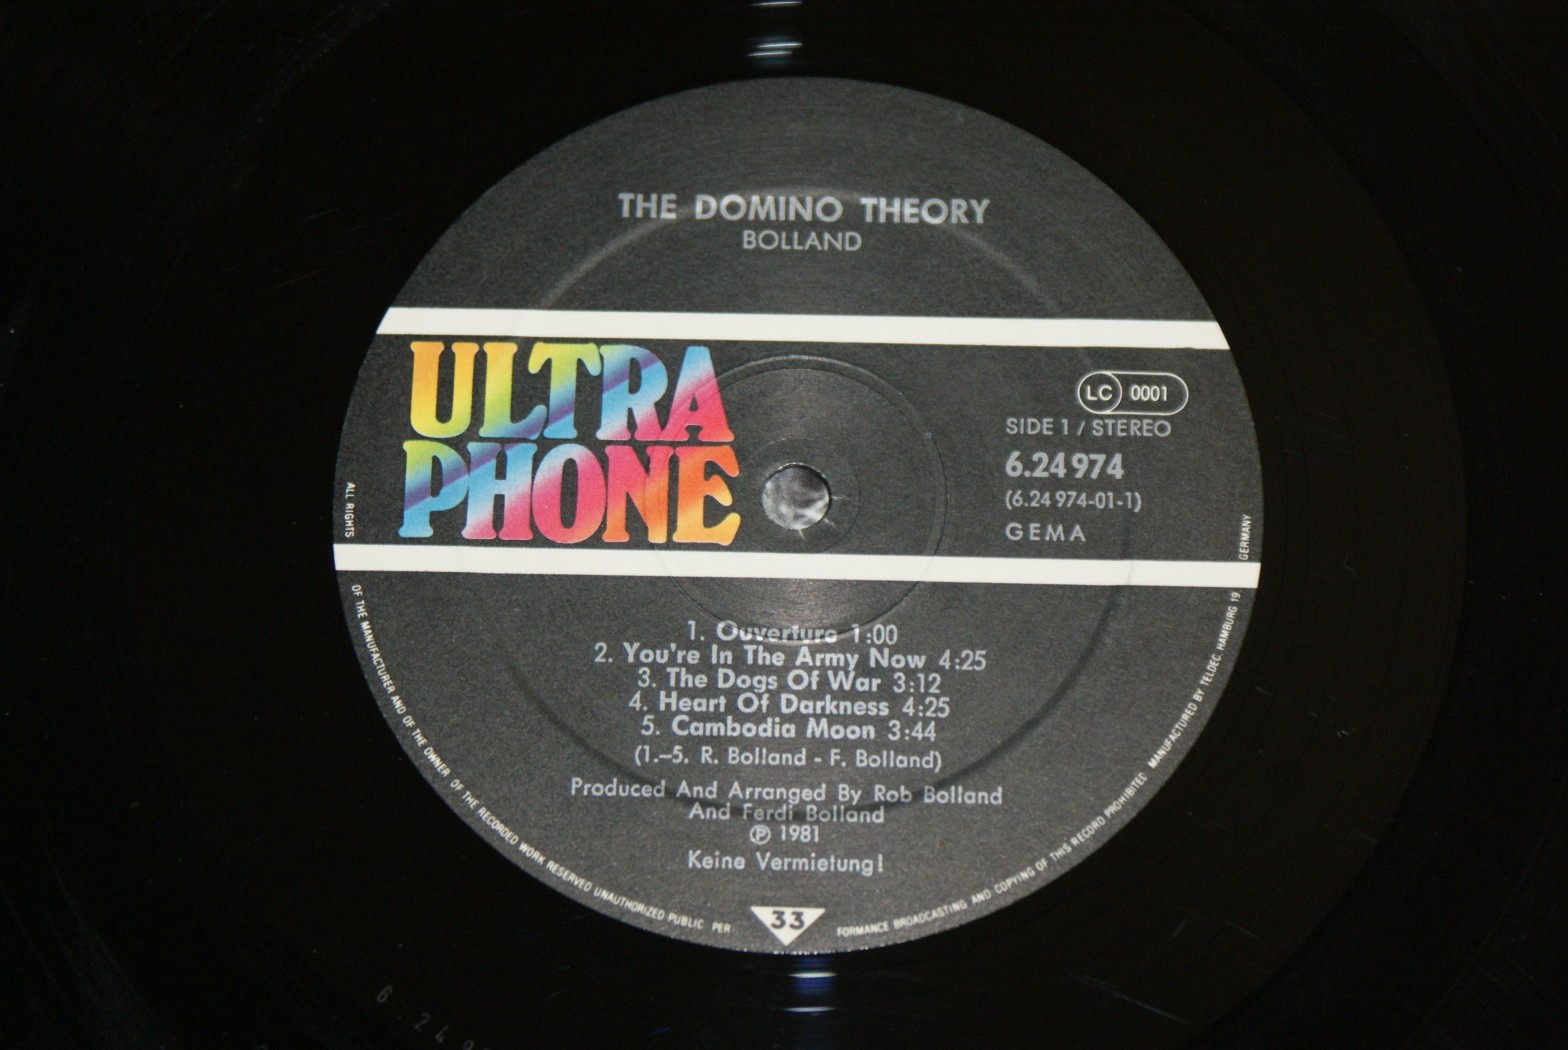 THE DOMINO THEORY
BOLLAND
ULTRA
PHONE
LC 0001
SIDE 1 / STEREO
6.24 974
(6.24 974-01-1)
GEMA
1. Ouverture 1:00
2. You're In The Army Now 4:25
3. The Dogs Of War 3:12
4. Heart Of Darkness 4:25
5. Cambodia Moon 3:44
(1.–5. R. Bolland - F. Bolland)
Produced And Arranged By Rob Bolland
And Ferdi Bolland
℗ 1981
Keine Vermietung!
33
ALL RIGHTS
OF THE MANUFACTURER AND OF THE OWNER OF THE RECORDED WORK RESERVED UNAUTHORIZED PUBLIC PER
FORMANCE BROADCASTING AND COPYING OF THIS RECORD PROHIBITED MANUFACTURED BY TELDEC HAMBURG 19
GERMANY
6.24